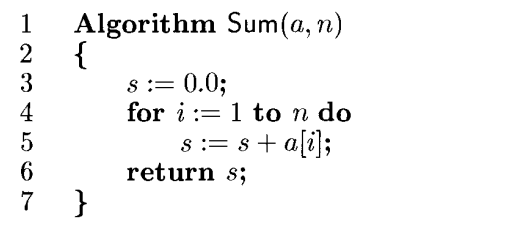 1 Algorithm Sum(a, n)
2 {
3 s := 0.0;
4 for i := 1 to n do
5 s := s + a[i];
6 return s;
7 }